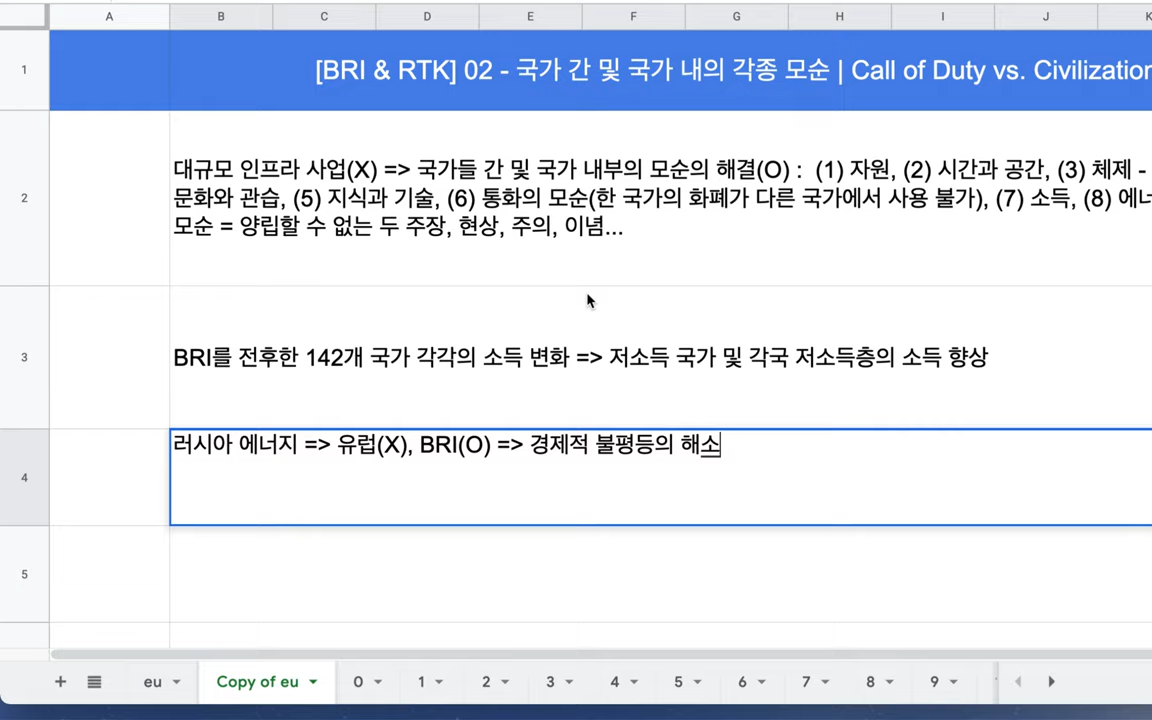 A B C D E F G H I J K
1 [BRI & RTK] 02 - 국가 간 및 국가 내의 각종 모순 | Call of Duty vs. Civilization
2 대규모 인프라 사업(X) => 국가들 간 및 국가 내부의 모순의 해결(O) : (1) 자원, (2) 시간과 공간, (3) 체제 -
문화와 관습, (5) 지식과 기술, (6) 통화의 모순(한 국가의 화폐가 다른 국가에서 사용 불가), (7) 소득, (8) 에너
모순 = 양립할 수 없는 두 주장, 현상, 주의, 이념...
3 BRI를 전후한 142개 국가 각각의 소득 변화 => 저소득 국가 및 각국 저소득층의 소득 향상
4 러시아 에너지 => 유럽(X), BRI(O) => 경제적 불평등의 해소
5
+ eu Copy of eu 0 1 2 3 4 5 6 7 8 9